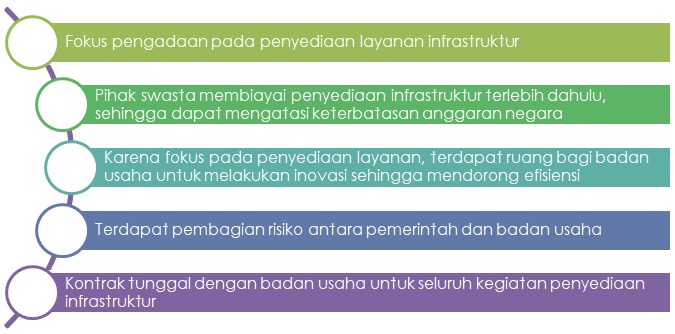 Fokus pengadaan pada penyediaan layanan infrastruktur
Pihak swasta membiayai penyediaan infrastruktur terlebih dahulu,
sehingga dapat mengatasi keterbatasan anggaran negara
Karena fokus pada penyediaan layanan, terdapat ruang bagi badan
usaha untuk melakukan inovasi sehingga mendorong efisiensi
Terdapat pembagian risiko antara pemerintah dan badan usaha
Kontrak tunggal dengan badan usaha untuk seluruh kegiatan penyediaan
infrastruktur